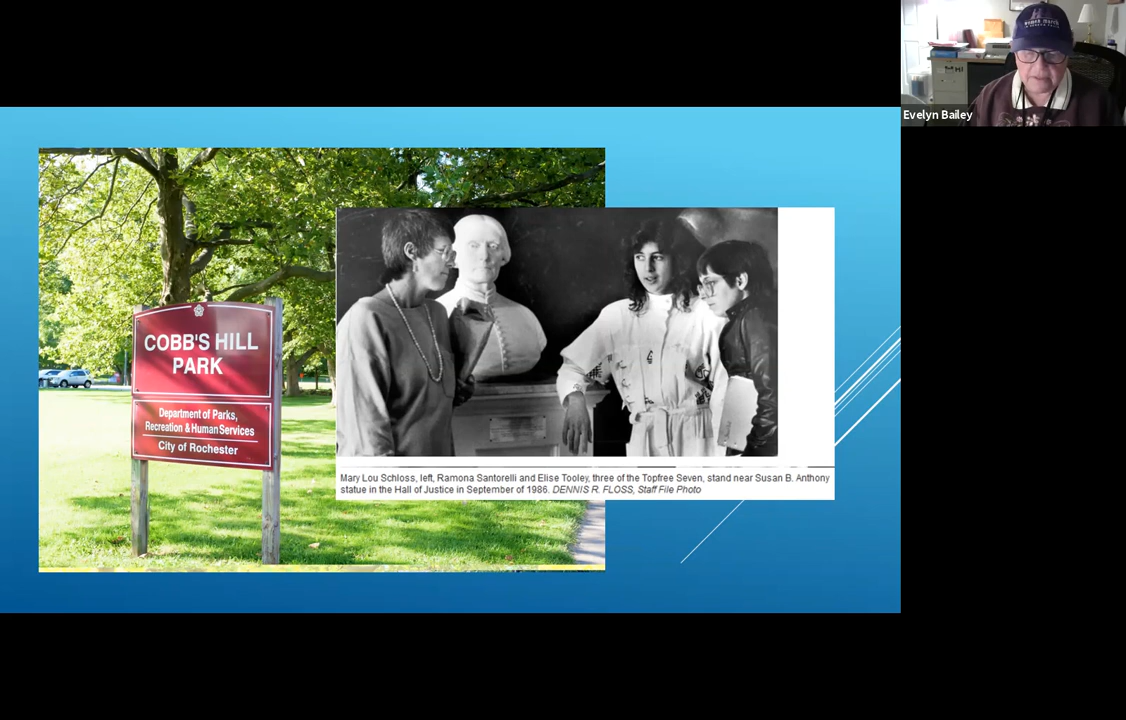 Evelyn Bailey
COBB'S HILL
PARK
Department of Parks,
Recreation & Human Services
City of Rochester
Mary Lou Schloss, left, Ramona Santorelli and Elise Tooley, three of the Topfree Seven, stand near Susan B. Anthony
statue in the Hall of Justice in September of 1986. DENNIS R. FLOSS, Staff File Photo